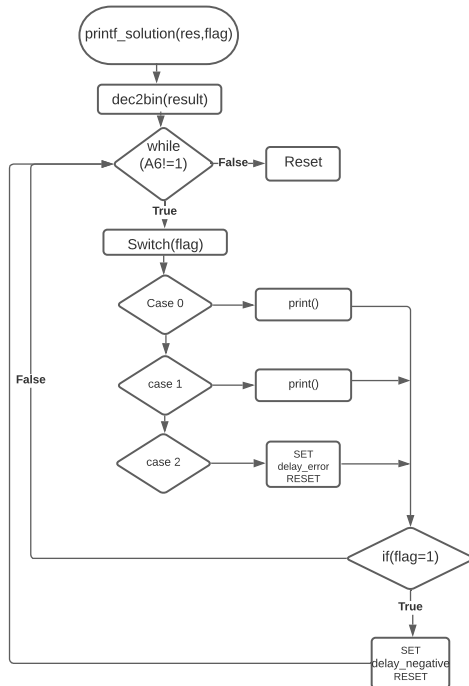 printf_solution(res,flag)
dec2bin(result)
while
(A6!=1)
False
Reset
True
Switch(flag)
Case 0
print()
case 1
print()
False
case 2
SET
delay_error
RESET
if(flag=1)
True
SET
delay_negative
RESET